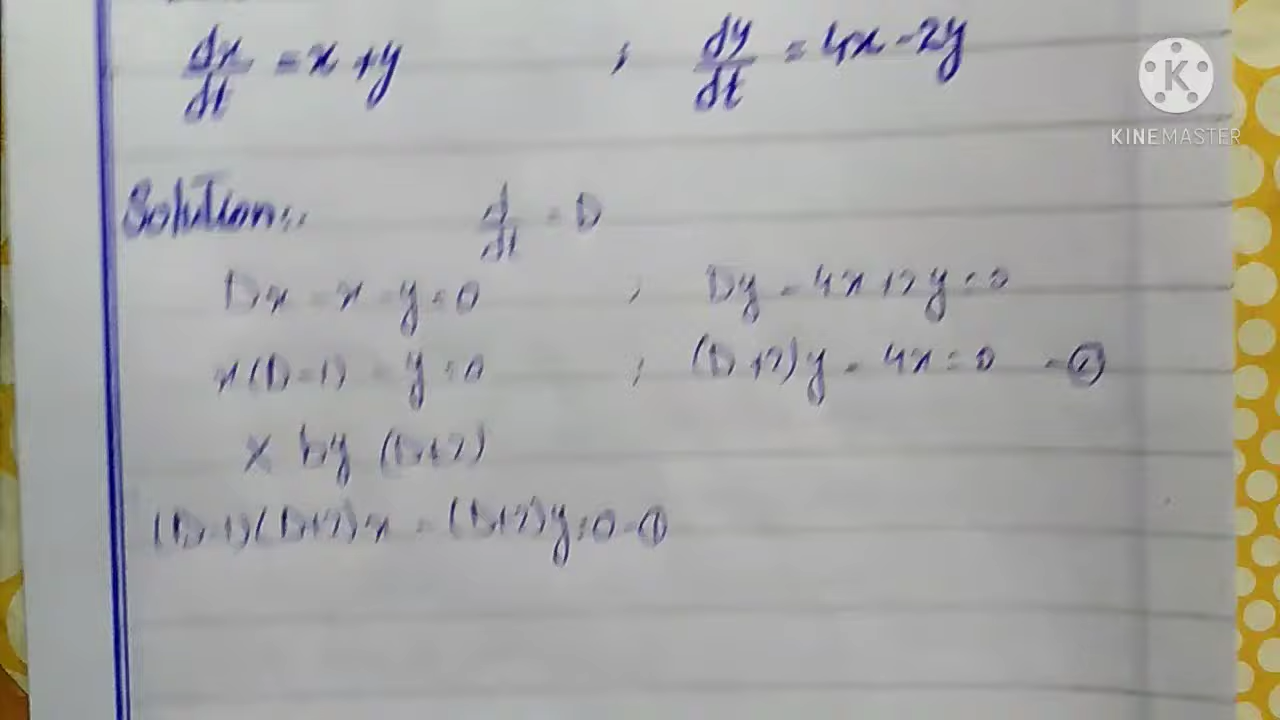 dx/dt = x + y ; dy/dt = 4x - 2y
KINEMASTER
Solution:. d/dt = D
Dx - x - y = 0 ; Dy - 4x + 2y = 0
x(D-1) - y = 0 ; (D+2)y - 4x = 0 - ②
x by (D+2)
(D-1)(D+2)x - (D+2)y = 0 - ①